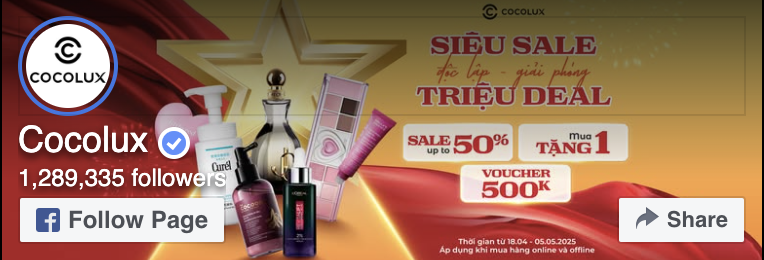 COCOLUX
COCOLUX
SIÊU SALE
độc lập - giải phóng
TRIỆU DEAL
SALE up to 50%
Mua TẶNG 1
VOUCHER 500K
Curél
L'ORÉAL
Cocolux
1,289,335 followers
Follow Page
Share
Thời gian từ 18.04 - 05.05.2025
Áp dụng khi mua hàng online và offline